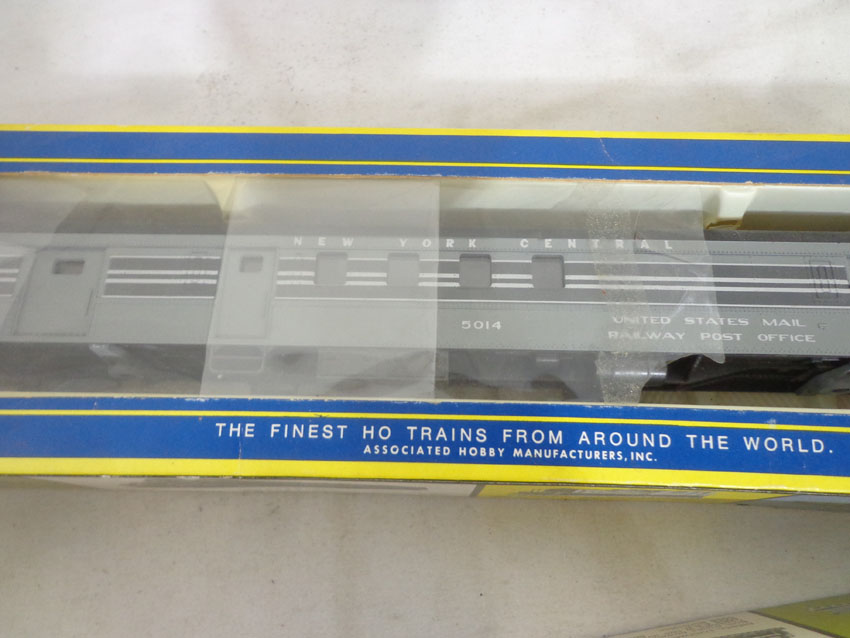 NEW YORK CENTRAL
5014
UNITED STATES MAIL
RAILWAY POST OFFICE
THE FINEST HO TRAINS FROM AROUND THE WORLD.
ASSOCIATED HOBBY MANUFACTURERS, INC.